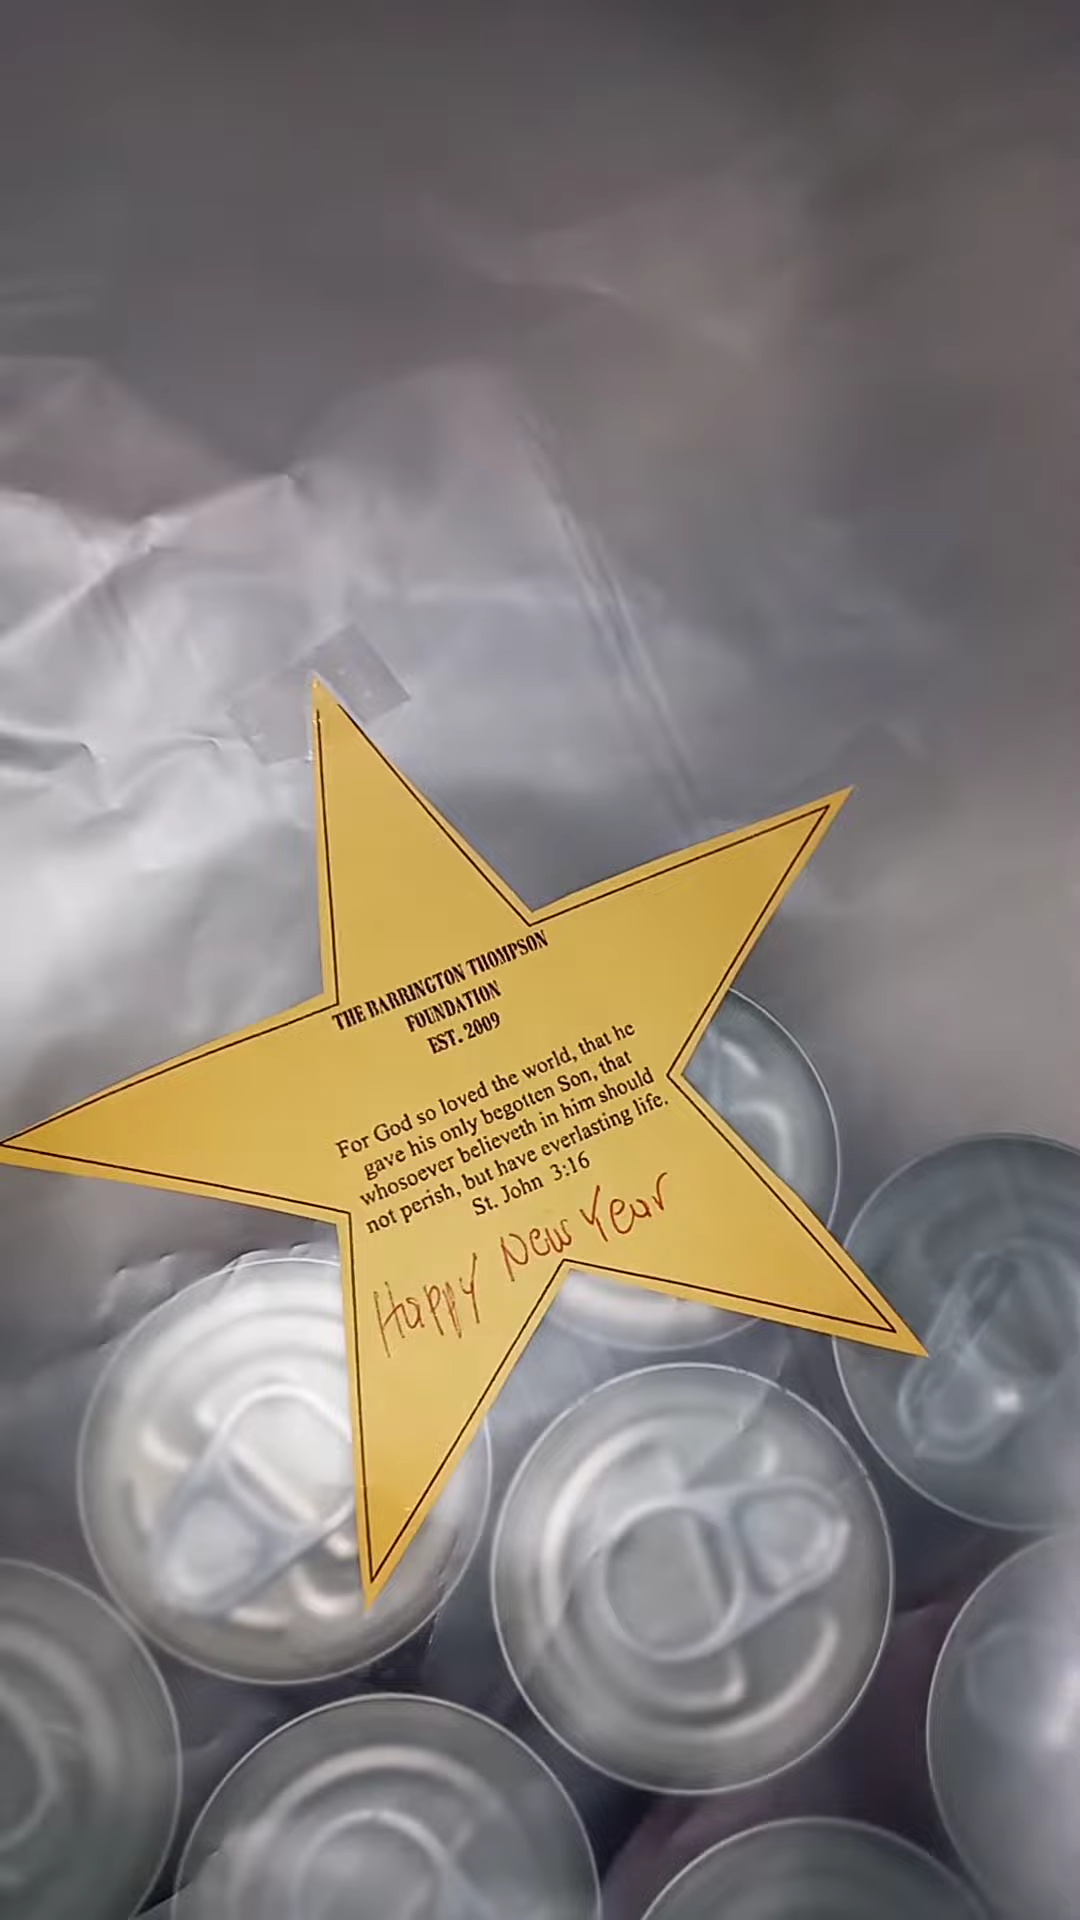 THE BARRINGTON THOMPSON
FOUNDATION
EST. 2009
For God so loved the world, that he
gave his only begotten Son, that
whosoever believeth in him should
not perish, but have everlasting life.
St. John 3:16
Happy New Year